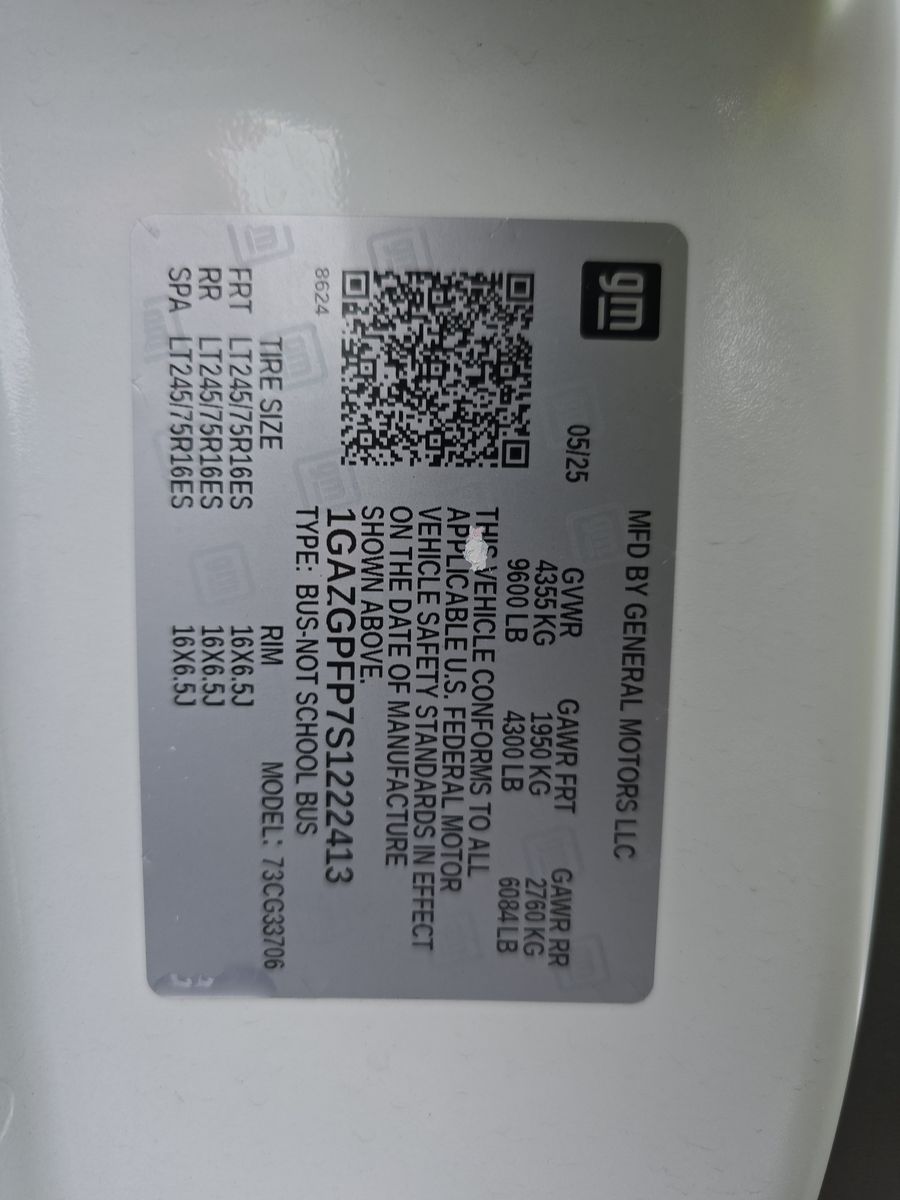 gm
MFD BY GENERAL MOTORS LLC
05/25
GVWR GAWR FRT GAWR RR
4355 KG 1950 KG 2760 KG
9600 LB 4300 LB 6084 LB
THIS VEHICLE CONFORMS TO ALL
APPLICABLE U.S. FEDERAL MOTOR
VEHICLE SAFETY STANDARDS IN EFFECT
ON THE DATE OF MANUFACTURE
SHOWN ABOVE.
1GAZGPFP7S1222413
8624
TYPE: BUS-NOT SCHOOL BUS
TIRE SIZE RIM MODEL: 73CG33706
FRT LT245/75R16ES 16X6.5J
RR LT245/75R16ES 16X6.5J
SPA LT245/75R16ES 16X6.5J